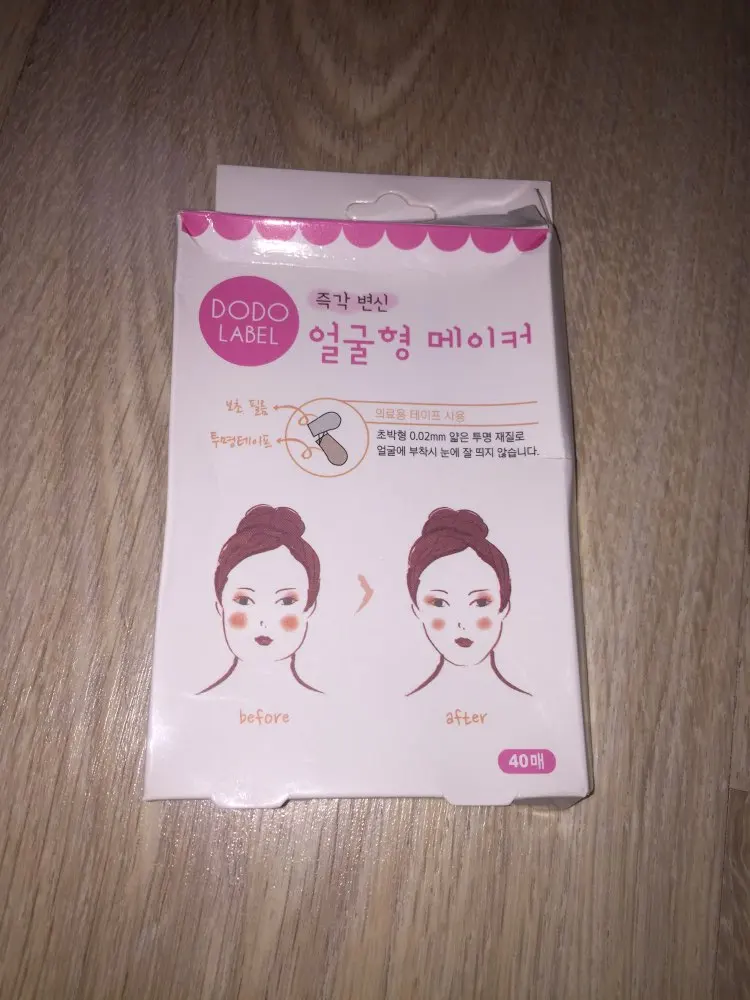 DODO
LABEL
즉각 변신
얼굴형 메이커
보초 필름
투명테이프
의료용 테이프 사용
초박형 0.02mm 얇은 투명 재질로
얼굴에 부착시 눈에 잘 띄지 않습니다.
before
after
40매